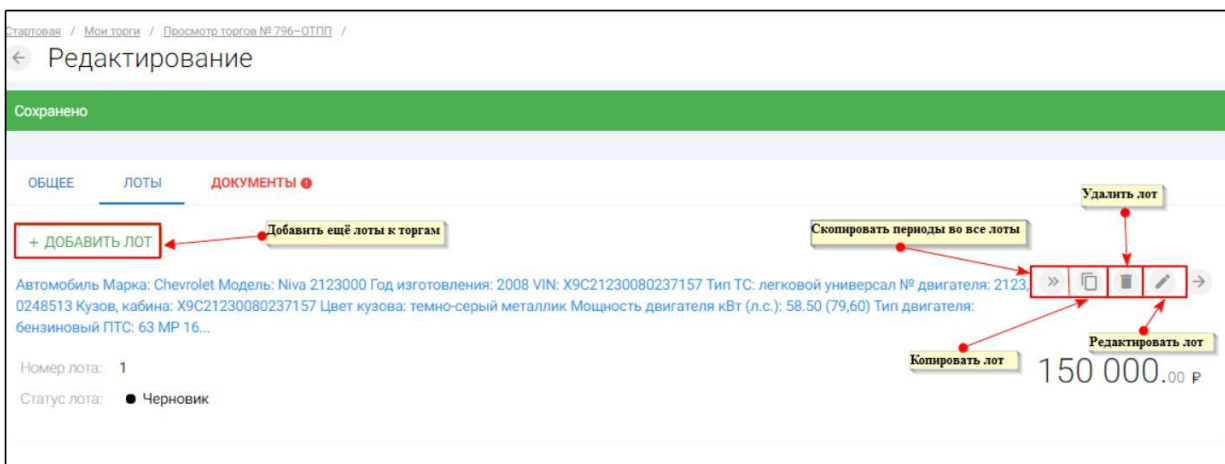 Стартовая / Мои торги / Просмотр торгов № 796–ОТПП /
Редактирование
Сохранено
ОБЩЕЕ ЛОТЫ ДОКУМЕНТЫ
Удалить лот
+ ДОБАВИТЬ ЛОТ
Добавить ещё лоты к торгам
Скопировать периоды во все лоты
Автомобиль Марка: Chevrolet Модель: Niva 2123000 Год изготовления: 2008 VIN: X9C21230080237157 Тип ТС: легковой универсал № двигателя: 2123,
0248513 Кузов, кабина: X9C21230080237157 Цвет кузова: темно-серый металлик Мощность двигателя кВт (л.с.): 58.50 (79,60) Тип двигателя:
бензиновый ПТС: 63 МР 16...
Редактировать лот
Копировать лот
Номер лота: 1
150 000.00 ₽
Статус лота: Черновик